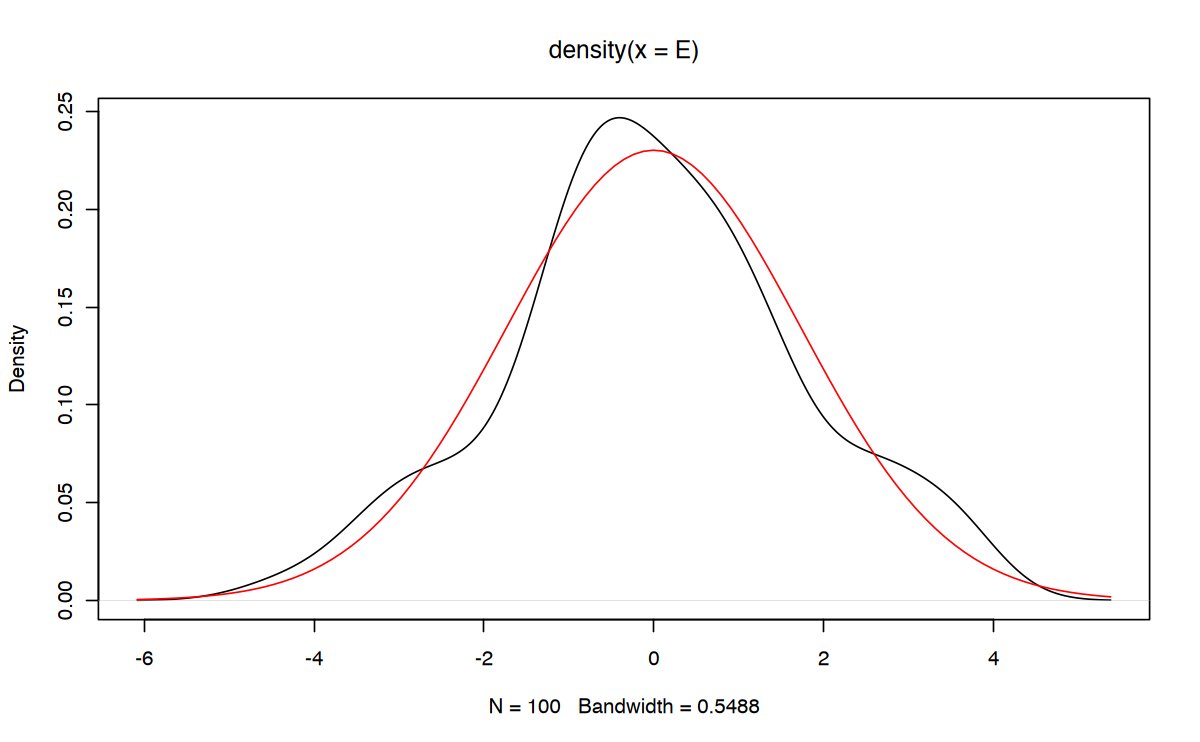 density(x = E)
Density
0.25
0.20
0.15
0.10
0.05
0.00
-6 -4 -2 0 2 4
N = 100 Bandwidth = 0.5488